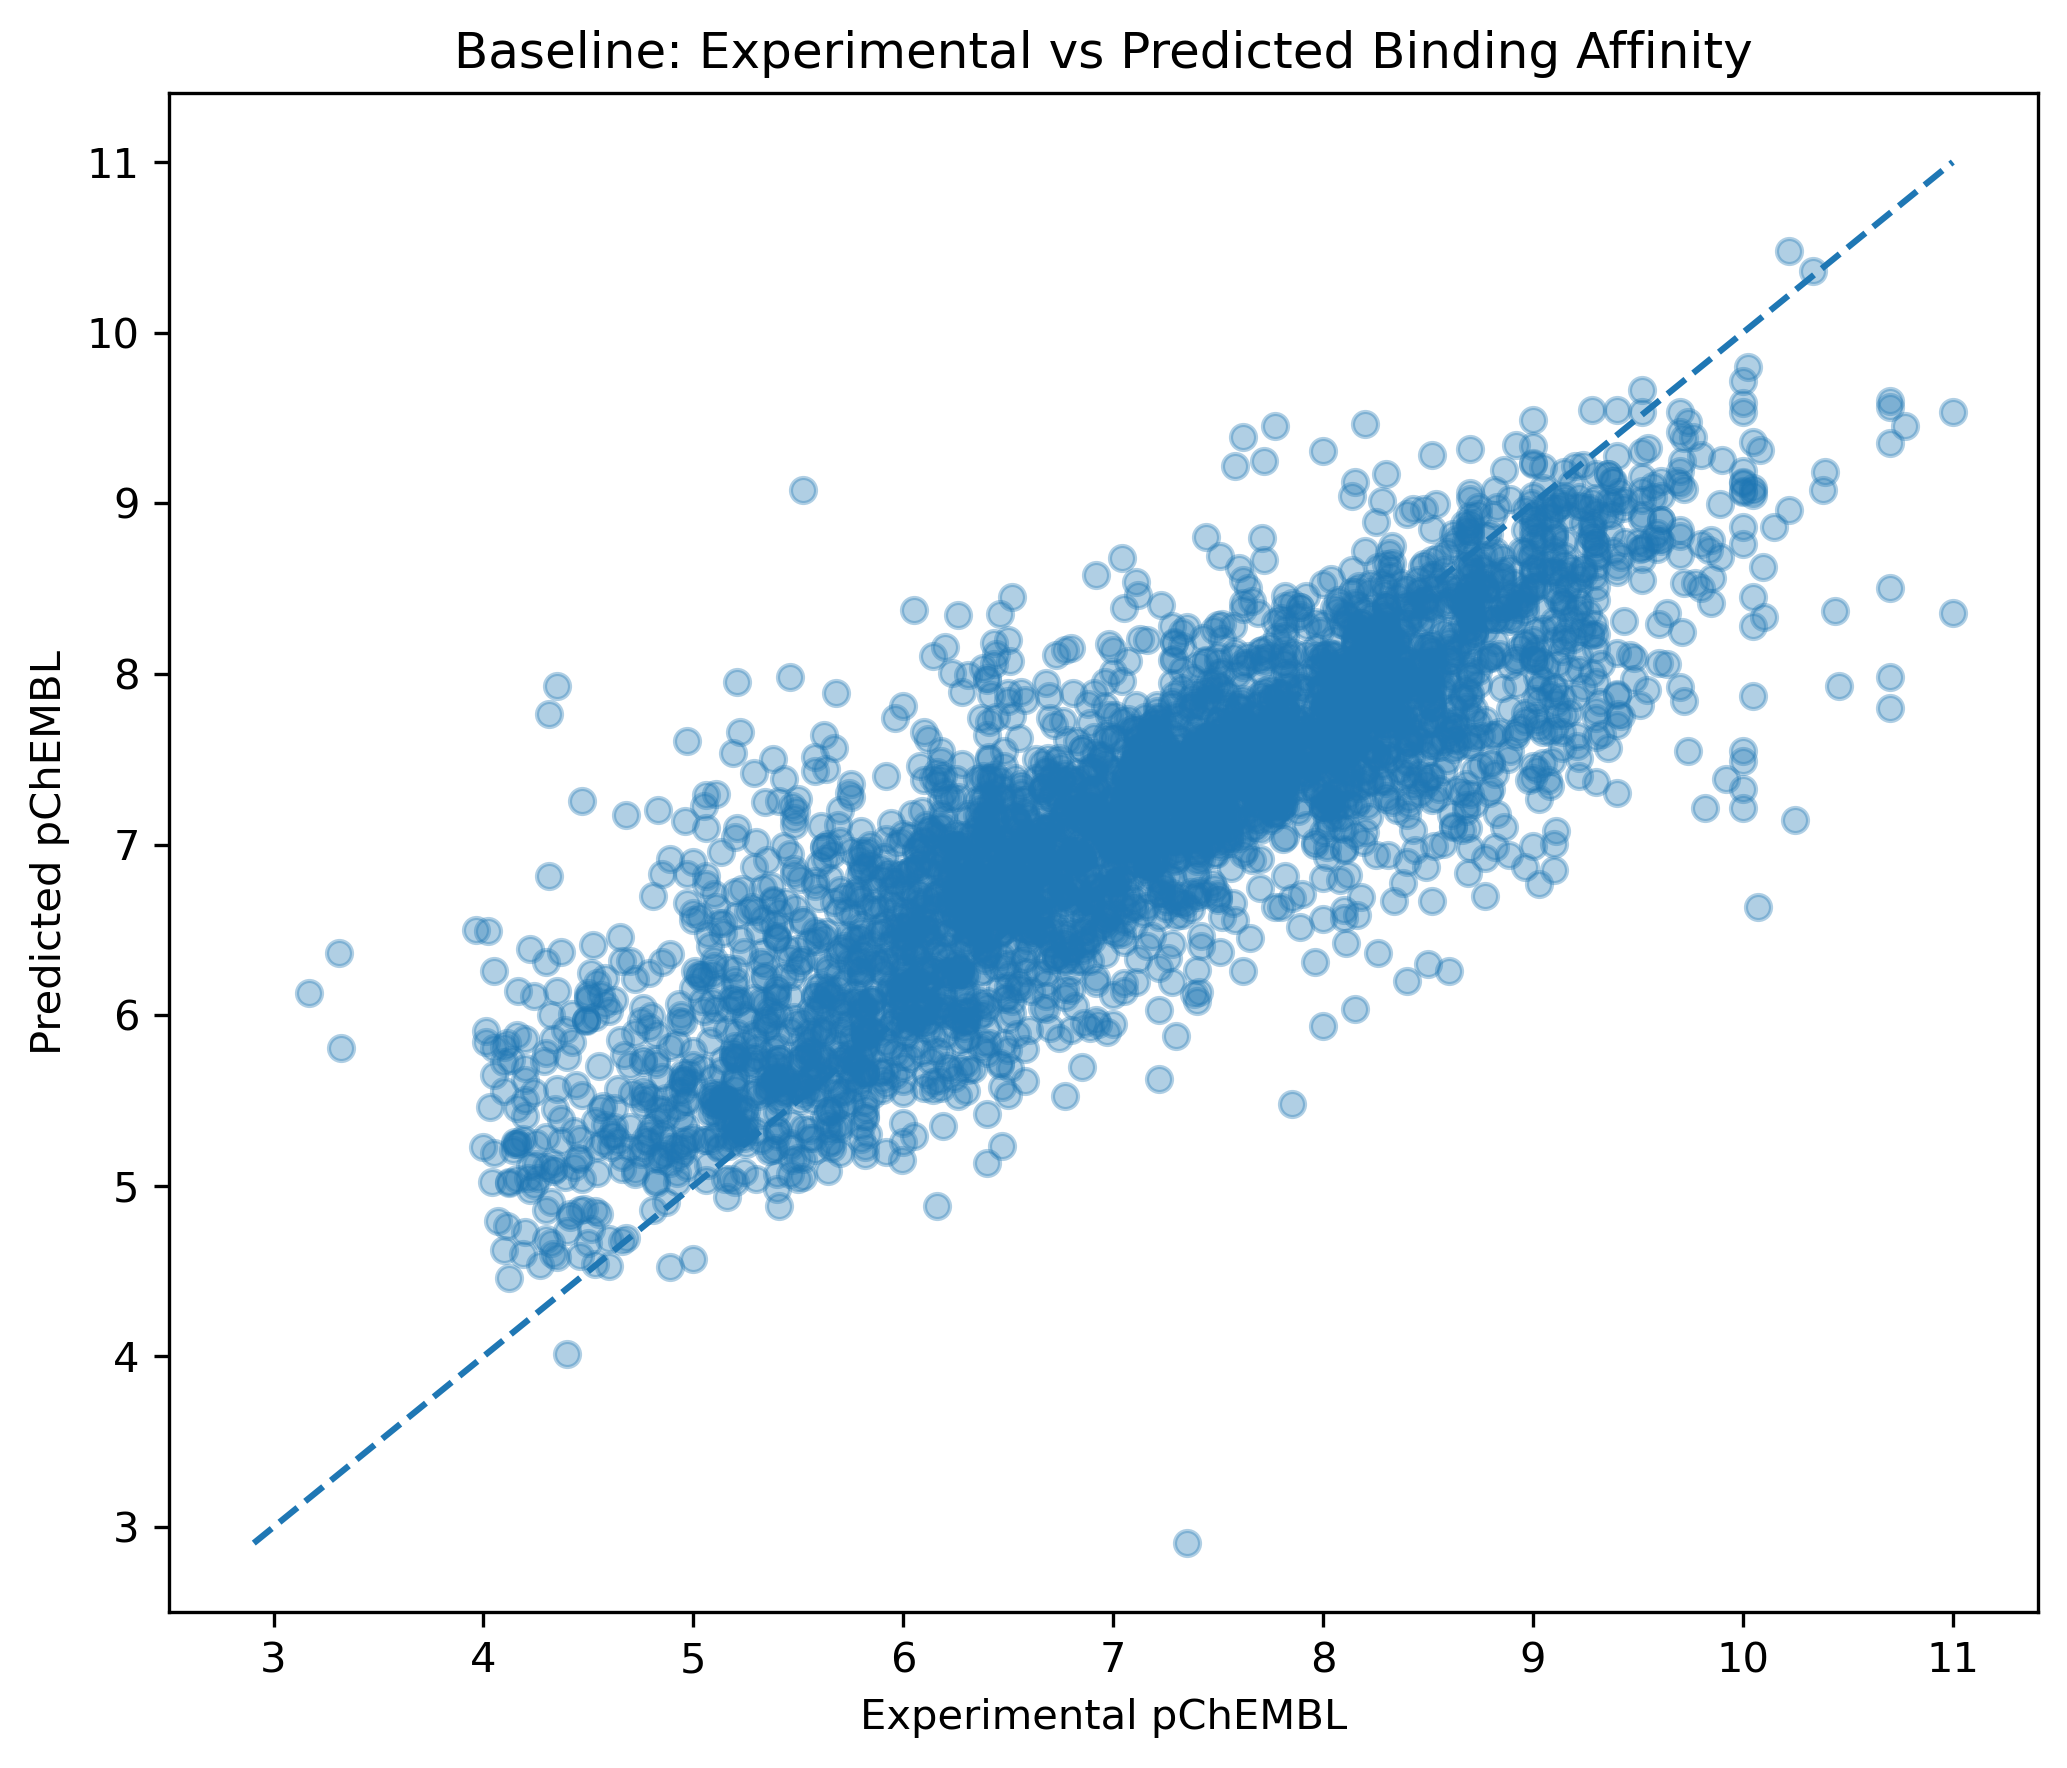 Baseline: Experimental vs Predicted Binding Affinity
Predicted pChEMBL
11
10
9
8
7
6
5
4
3
3 4 5 6 7 8 9 10 11
Experimental pChEMBL